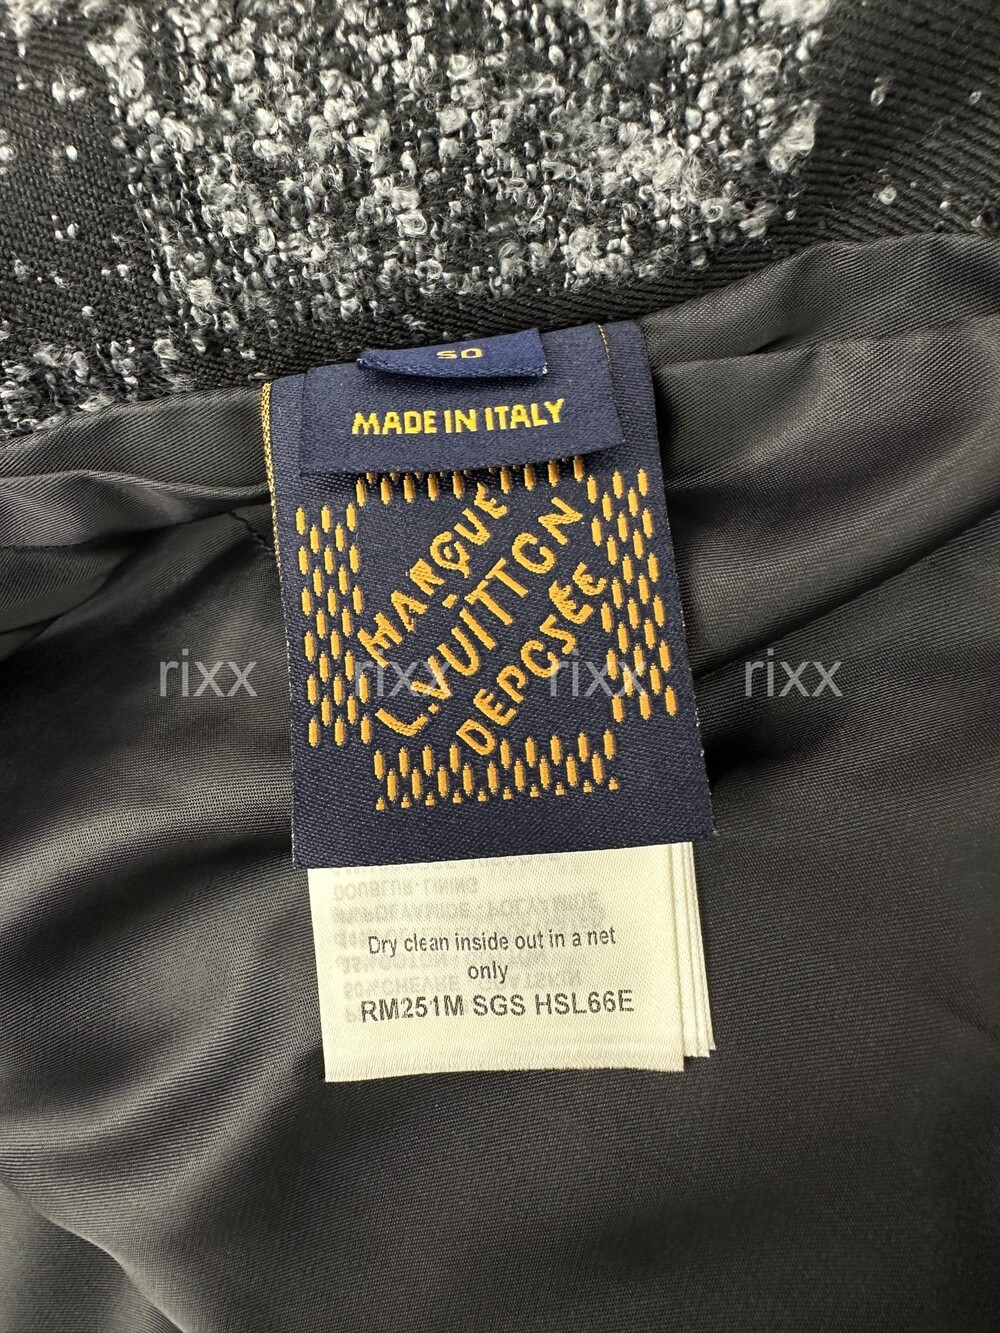 50
MADE IN ITALY
MARQUE
L.VUITTON
DEPOSÉE
rixx rixx rixx rixx
Dry clean inside out in a net
only
RM251M SGS HSL66E